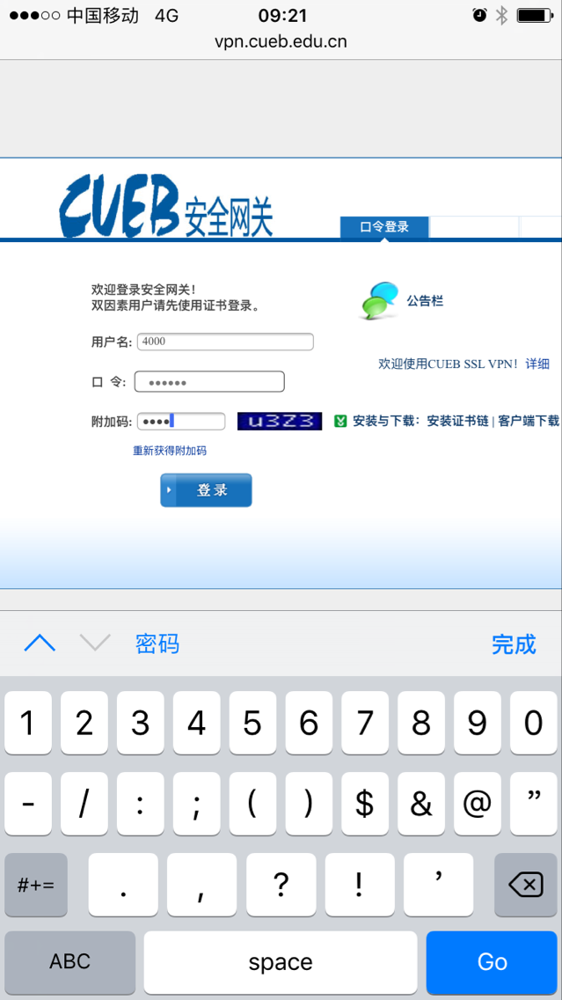 中国移动 4G 09:21
vpn.cueb.edu.cn
CUEB 安全网关
口令登录
欢迎登录安全网关!
双因素用户请先使用证书登录。
公告栏
用户名: 4000
欢迎使用CUEB SSL VPN! 详细
口 令: ••••••
附加码: •••• u3Z3
安装与下载: 安装证书链 | 客户端下载
重新获得附加码
登录
密码 完成
1 2 3 4 5 6 7 8 9 0
- / : ; ( ) $ & @ ”
#+= . , ? ! ’
ABC space Go